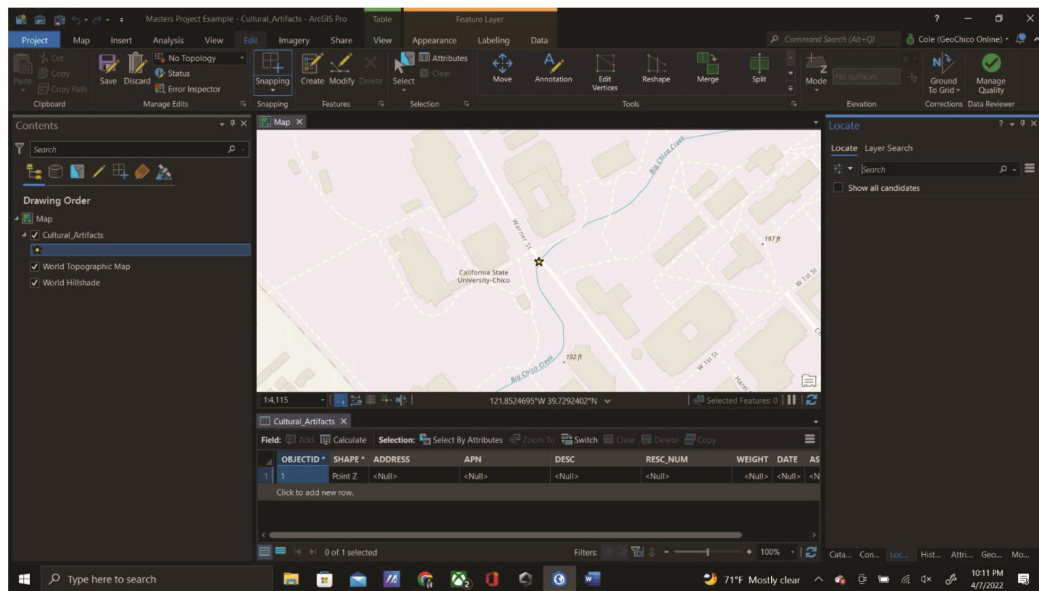 Masters Project Example - Cultural_Artifacts - ArcGIS Pro
Table
Feature Layer
?
Project Map Insert Analysis View Edit Imagery Share View Appearance Labeling Data
Command Search (Alt+Q)
Cole (GeoChico Online)
Paste
Cut
Copy
Copy Path
Clipboard
Save Discard
No Topology
Status
Error Inspector
Manage Edits
Snapping
Snapping
Create Modify Delete
Features
Select
Attributes
Clear
Selection
Move Annotation Edit Vertices Reshape Merge Split
Tools
Mode
Z
No surfaces
Elevation
Ground To Grid
Corrections
Manage Quality
Data Reviewer
Contents
Search
Drawing Order
Map
Cultural_Artifacts
World Topographic Map
World Hillshade
Map
Big Chico Creek
Warner St
197 ft
W 1st St
California State
University-Chico
192 ft
Big Chico Creek
W 1st St
1:4,115
121.8524695°W 39.7292402°N
Selected Features: 0
Locate
?
Locate Layer Search
Search
Show all candidates
Cultural_Artifacts
Field: Add Calculate Selection: Select By Attributes Zoom To Switch Clear Delete Copy
OBJECTID * SHAPE * ADDRESS APN DESC RESC_NUM WEIGHT DATE AS
1 1 Point Z <Null> <Null> <Null> <Null> <Null> <Null> <N
Click to add new row.
0 of 1 selected
Filters:
100%
Cata... Con... Loc... Hist... Attri... Geo... Mo...
Type here to search
71°F Mostly clear
10:11 PM
4/7/2022